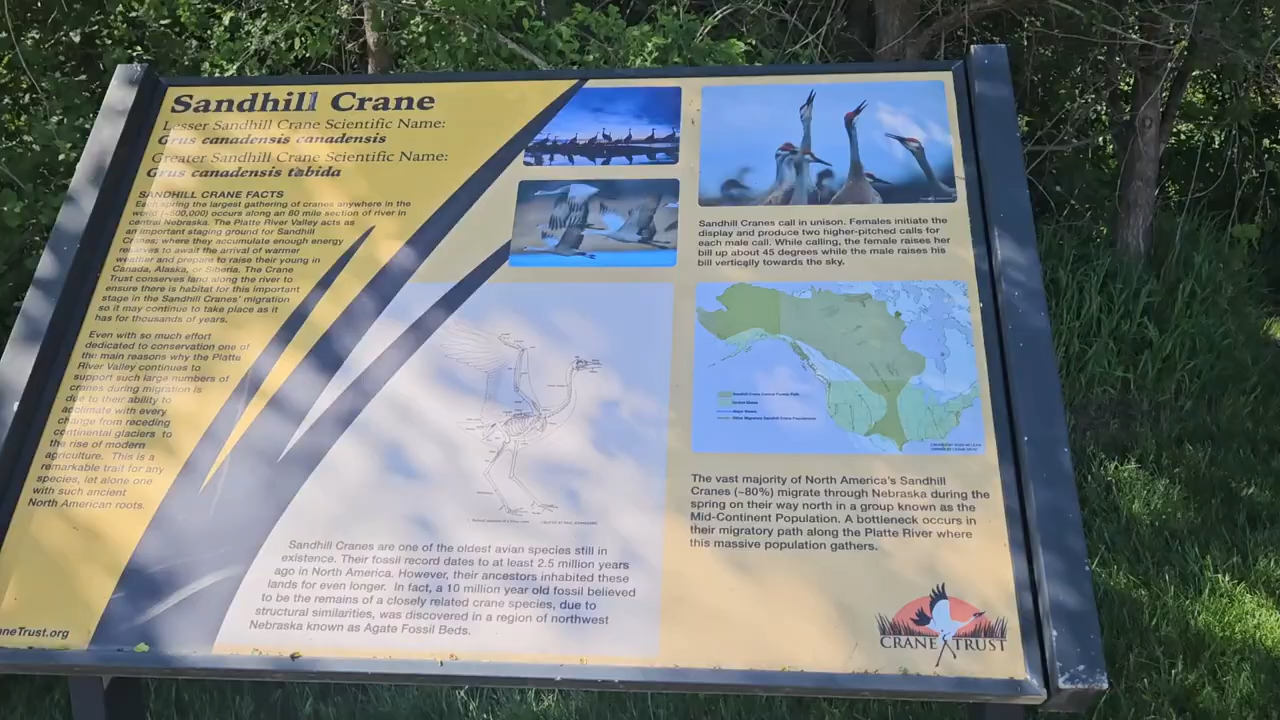 Sandhill Crane
Lesser Sandhill Crane Scientific Name:
Grus canadensis canadensis
Greater Sandhill Crane Scientific Name:
Grus canadensis tabida
SANDHILL CRANE FACTS
Each spring the largest gathering of cranes anywhere in the
world (~500,000) occurs along an 80 mile section of river in
central Nebraska. The Platte River Valley acts as
an important staging ground for Sandhill
Cranes, where they accumulate enough energy
reserves to await the arrival of warmer
weather and prepare to raise their young in
Canada, Alaska, or Siberia. The Crane
Trust conserves land along the river to
ensure there is habitat for this important
stage in the Sandhill Cranes' migration
so it may continue to take place as it
has for thousands of years.
Even with so much effort
dedicated to conservation one of
the main reasons why the Platte
River Valley continues to
support such large numbers of
cranes during migration is
due to their ability to
acclimate with every
change from receding
continental glaciers to
the rise of modern
agriculture. This is a
remarkable trait for any
species, let alone one
with such ancient
North American roots.
aneTrust.org
Sandhill Cranes are one of the oldest avian species still in
existence. Their fossil record dates to at least 2.5 million years
ago in North America. However, their ancestors inhabited these
lands for even longer. In fact, a 10 million year old fossil believed
to be the remains of a closely related crane species, due to
structural similarities, was discovered in a region of northwest
Nebraska known as Agate Fossil Beds.
Sandhill Cranes call in unison. Females initiate the
display and produce two higher-pitched calls for
each male call. While calling, the female raises her
bill up about 45 degrees while the male raises his
bill vertically towards the sky.
Sandhill Crane Central Flyway Path
United States
Major Rivers
Other Migratory Sandhill Crane Populations
The vast majority of North America's Sandhill
Cranes (~80%) migrate through Nebraska during the
spring on their way north in a group known as the
Mid-Continent Population. A bottleneck occurs in
their migratory path along the Platte River where
this massive population gathers.
CRANE TRUST